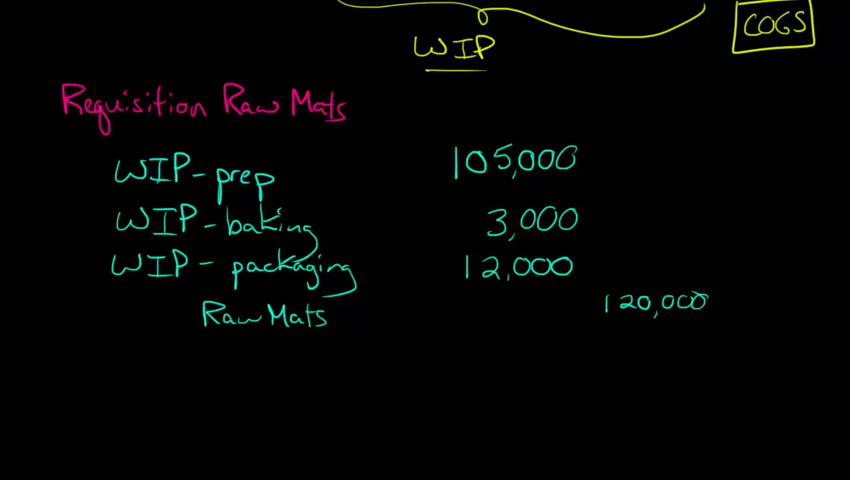 COGS
WIP
Requisition Raw Mats
WIP-prep 105,000
WIP-baking 3,000
WIP-packaging 12,000
Raw Mats 120,000